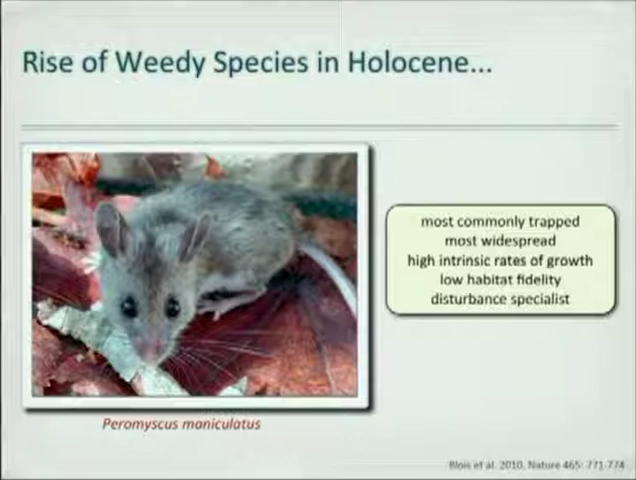 Rise of Weedy Species in Holocene...
most commonly trapped
most widespread
high intrinsic rates of growth
low habitat fidelity
disturbance specialist
Peromyscus maniculatus
Blois et al. 2010, Nature 465: 771-774